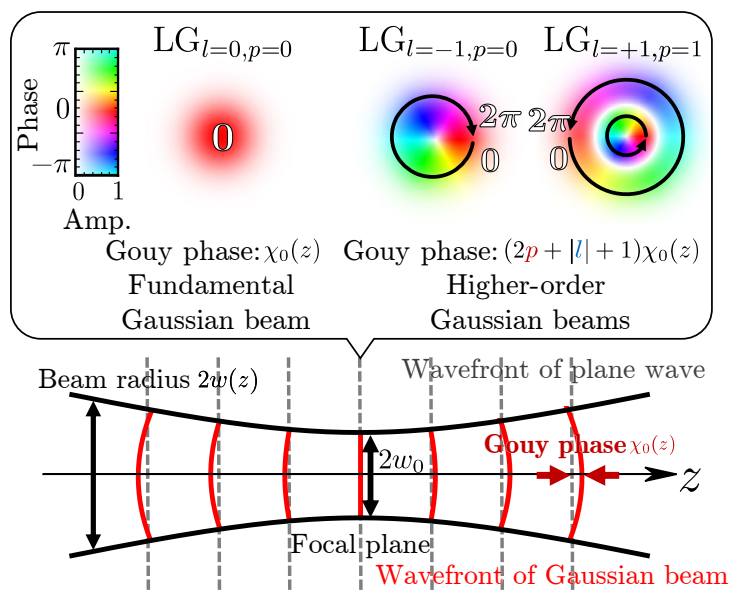 π
0
−π
Phase
0 1
Amp.
LG_{l=0,p=0}
0
LG_{l=−1,p=0}
2π
0
LG_{l=+1,p=1}
2π
0
Gouy phase: χ₀(z)
Fundamental
Gaussian beam
Gouy phase: (2p + |l| + 1)χ₀(z)
Higher-order
Gaussian beams
Wavefront of plane wave
Beam radius 2w(z)
Gouy phase χ₀(z)
2w₀
z
Focal plane
Wavefront of Gaussian beam